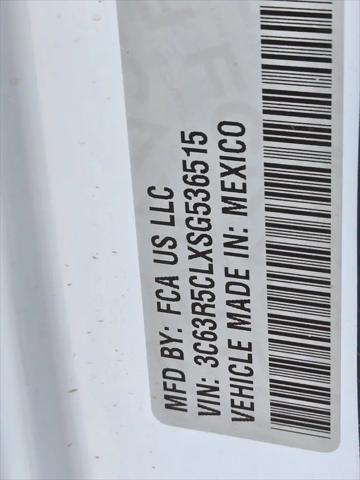 MFD BY: FCA US LLC
VIN: 3C63R5CLXSG536515
VEHICLE MADE IN: MEXICO